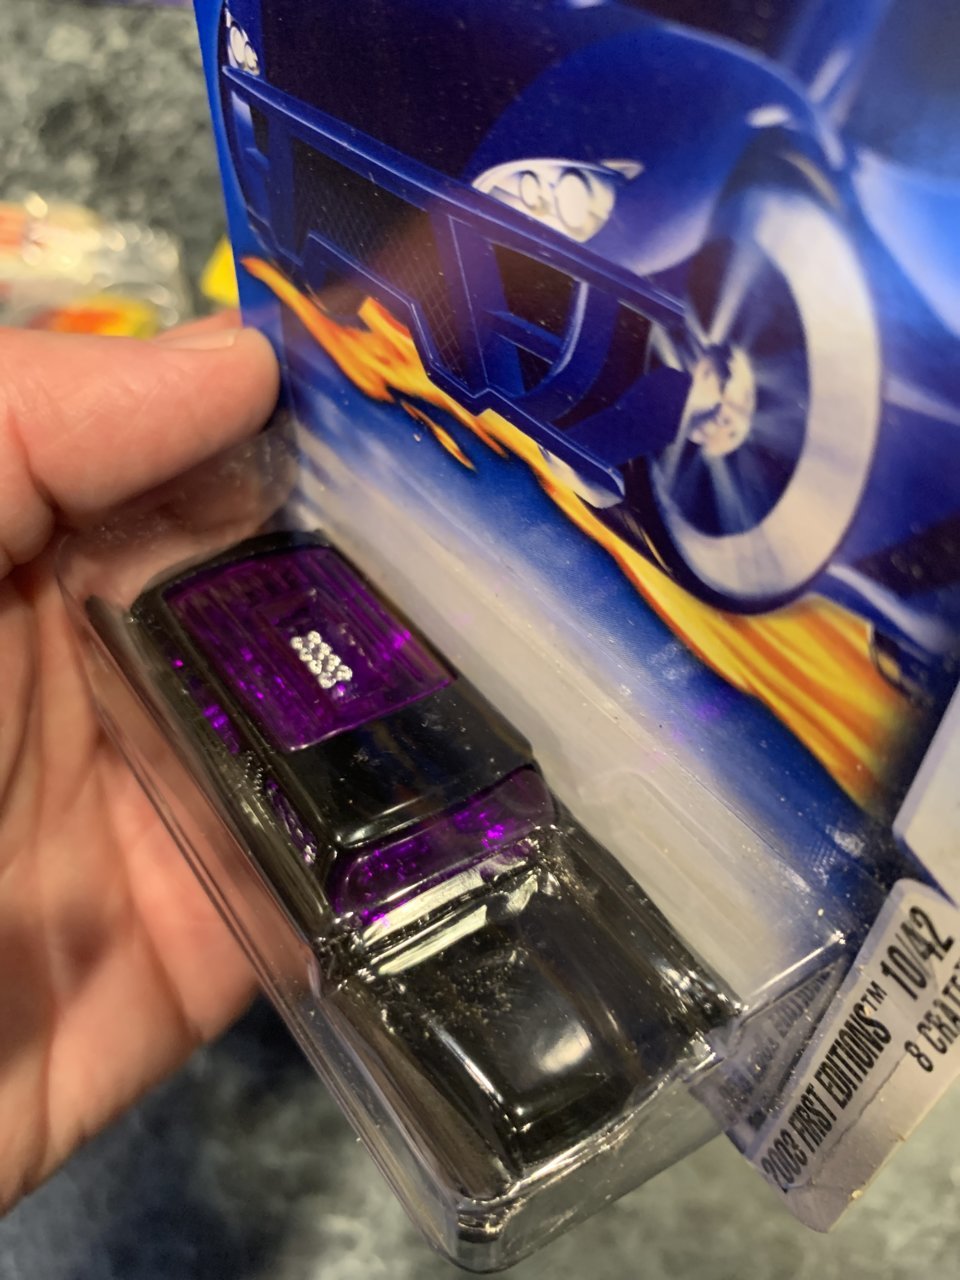 2003 FIRST EDITIONS™ 10/42
8 CRATE